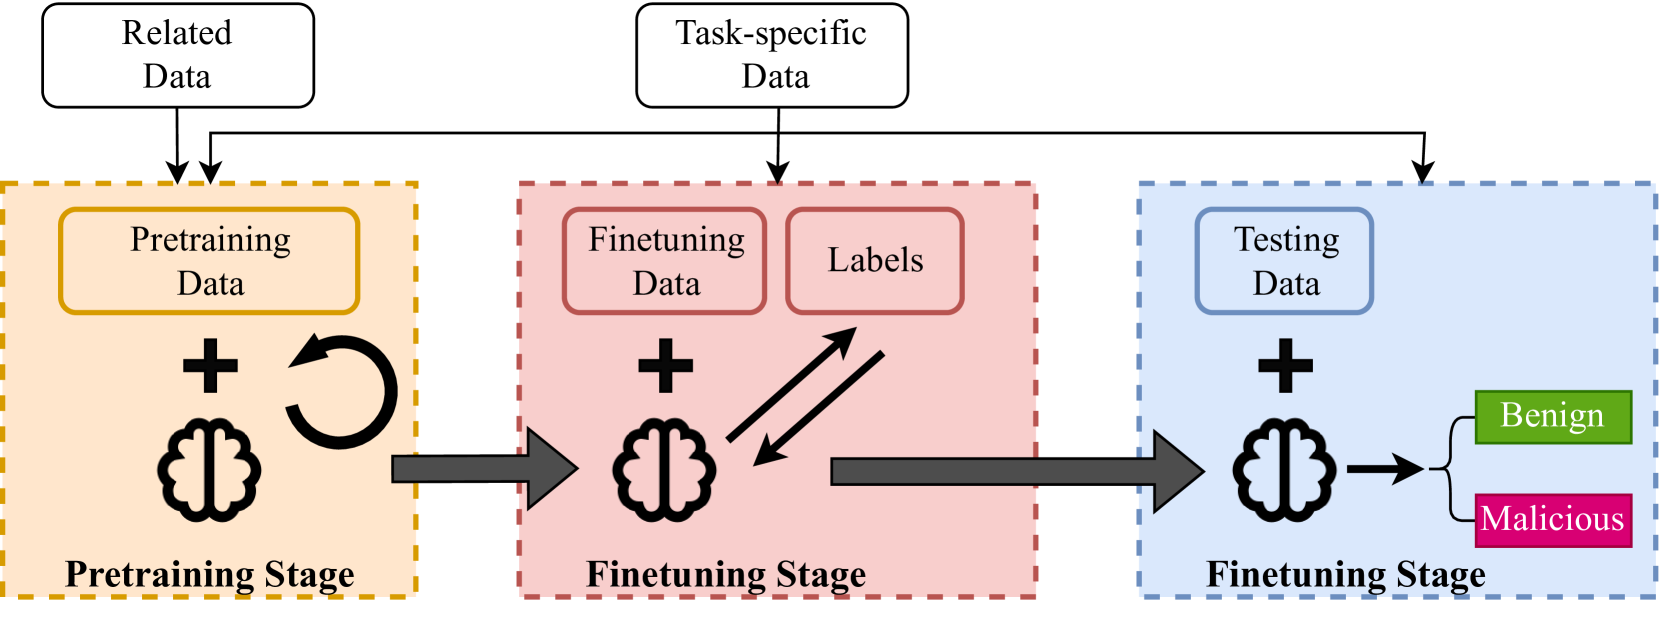 Related
Data
Task-specific
Data
Pretraining
Data
Finetuning
Data
Labels
Testing
Data
Benign
Malicious
Pretraining Stage
Finetuning Stage
Finetuning Stage